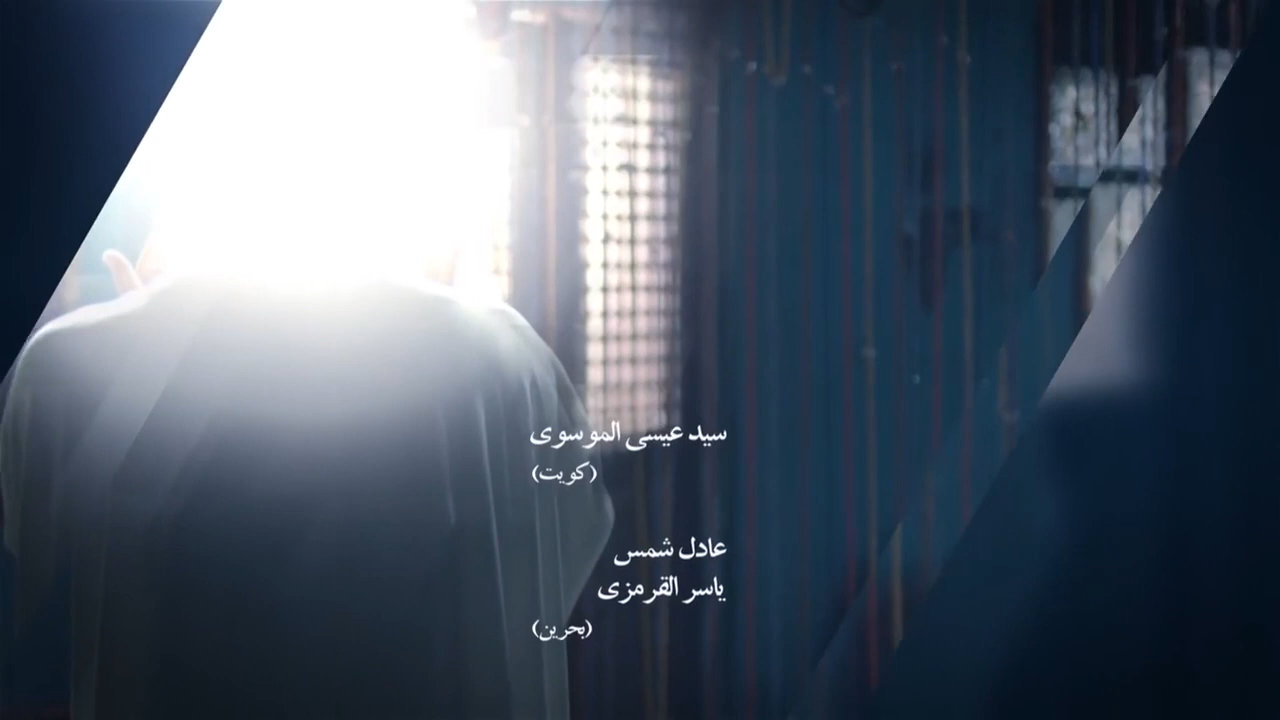 سید عیسی الموسوی
(کویت)
عادل شمس
یاسر القرمزی
(بحرین)